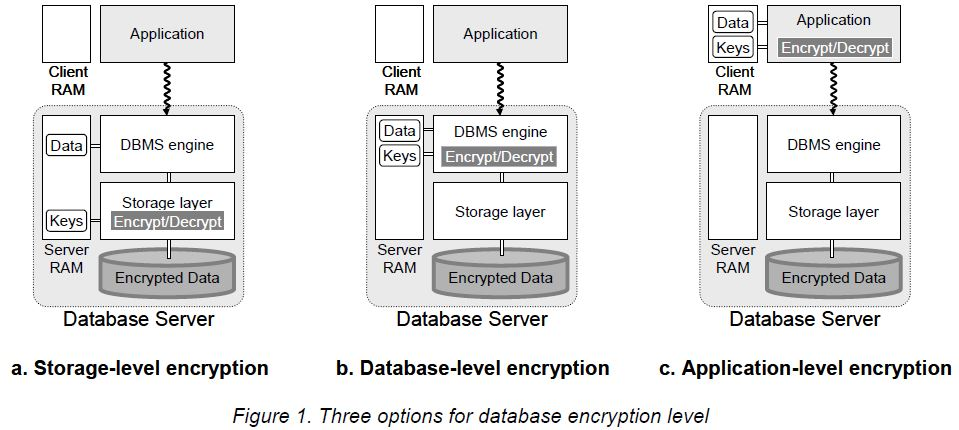 Application
Client
RAM
Data
DBMS engine
Storage layer
Keys
Encrypt/Decrypt
Server
RAM
Encrypted Data
Database Server
a. Storage-level encryption
Application
Client
RAM
Data
DBMS engine
Keys
Encrypt/Decrypt
Storage layer
Server
RAM
Encrypted Data
Database Server
b. Database-level encryption
Data
Application
Keys
Encrypt/Decrypt
Client
RAM
DBMS engine
Storage layer
Server
RAM
Encrypted Data
Database Server
c. Application-level encryption
Figure 1. Three options for database encryption level